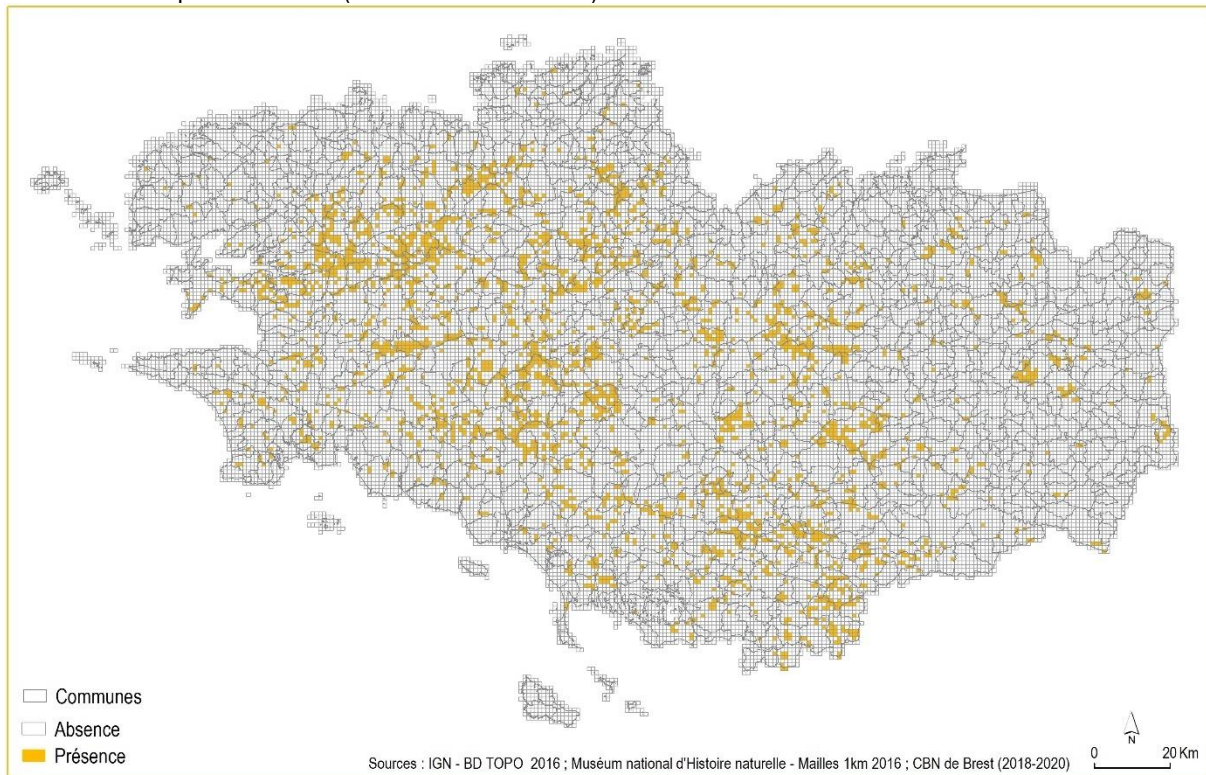 Communes
Absence
Présence
Sources : IGN - BD TOPO 2016 ; Muséum national d'Histoire naturelle - Mailles 1km 2016 ; CBN de Brest (2018-2020)
N
0 20 Km